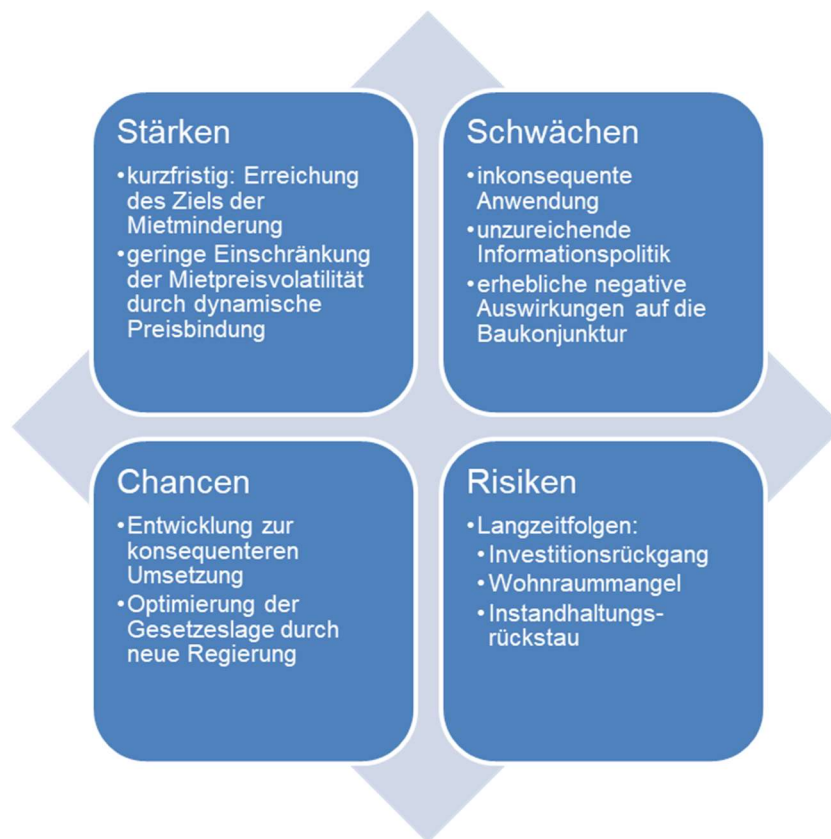 Stärken
•kurzfristig: Erreichung
des Ziels der
Mietminderung
•geringe Einschränkung
der Mietpreisvolatilität
durch dynamische
Preisbindung
Schwächen
•inkonsequente
Anwendung
•unzureichende
Informationspolitik
•erhebliche negative
Auswirkungen auf die
Baukonjunktur
Chancen
•Entwicklung zur
konsequenteren
Umsetzung
•Optimierung der
Gesetzeslage durch
neue Regierung
Risiken
•Langzeitfolgen:
•Investitionsrückgang
•Wohnraummangel
•Instandhaltungs-
rückstau